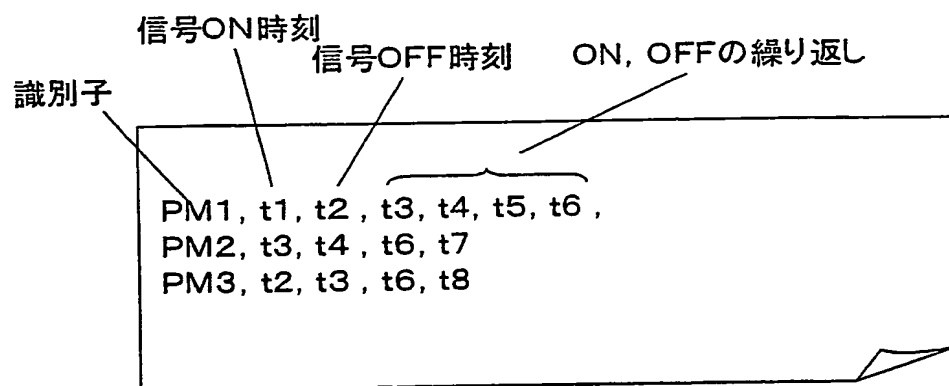 信号ON時刻
信号OFF時刻
ON, OFFの繰り返し
識別子
PM1, t1, t2 , t3, t4, t5, t6 ,
PM2, t3, t4 , t6, t7
PM3, t2, t3 , t6, t8